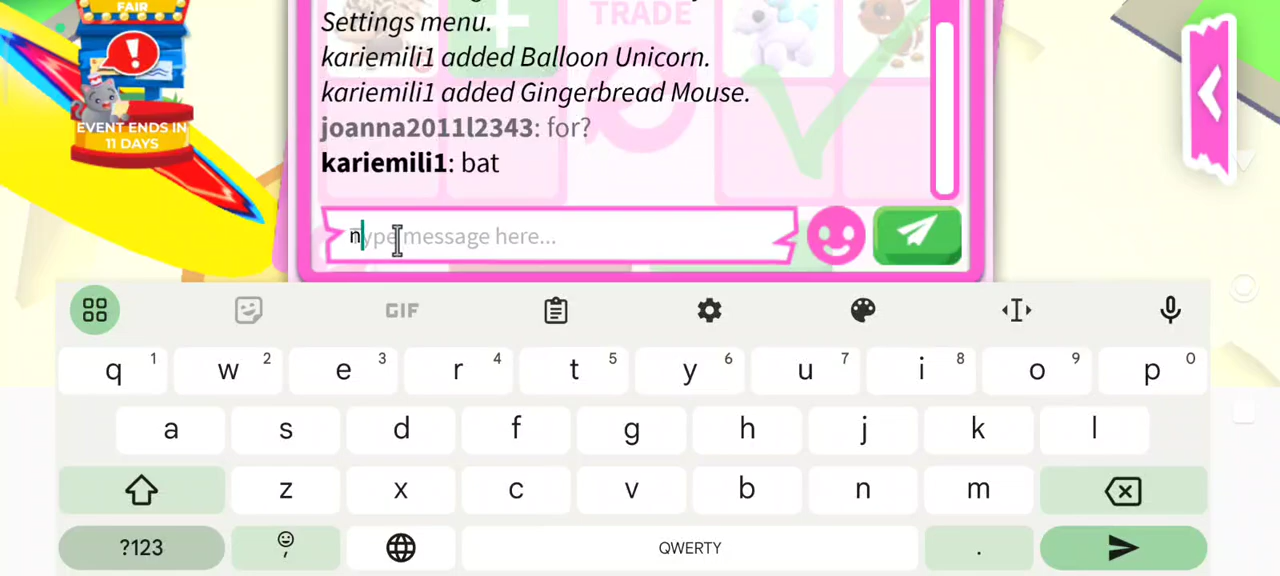 FAIR
TRADE
Settings menu.
kariemili1 added Balloon Unicorn.
kariemili1 added Gingerbread Mouse.
joanna2011l2343: for?
kariemili1: bat
EVENT ENDS IN
11 DAYS
n
ype message here...
GIF
q 1 w 2 e 3 r 4 t 5 y 6 u 7 i 8 o 9 p 0
a s d f g h j k l
z x c v b n m
?123 , QWERTY .